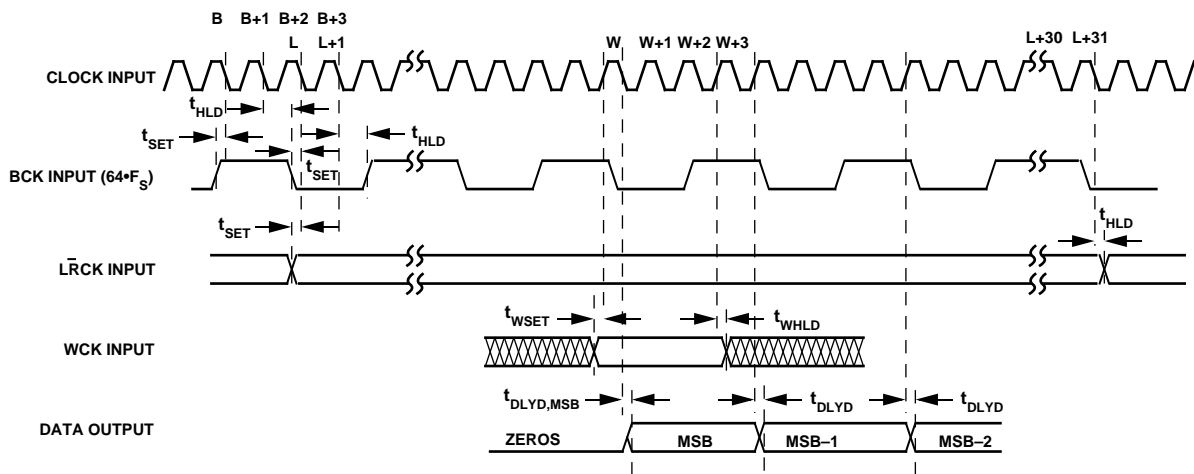 B B+1 B+2 B+3
L L+1 W W+1 W+2 W+3 L+30 L+31
CLOCK INPUT
tHLD
tSET tHLD
tSET
BCK INPUT (64•FS)
tSET tHLD
L̅RCK INPUT
tWSET tWHLD
WCK INPUT
tDLYD,MSB tDLYD tDLYD
DATA OUTPUT ZEROS MSB MSB–1 MSB–2